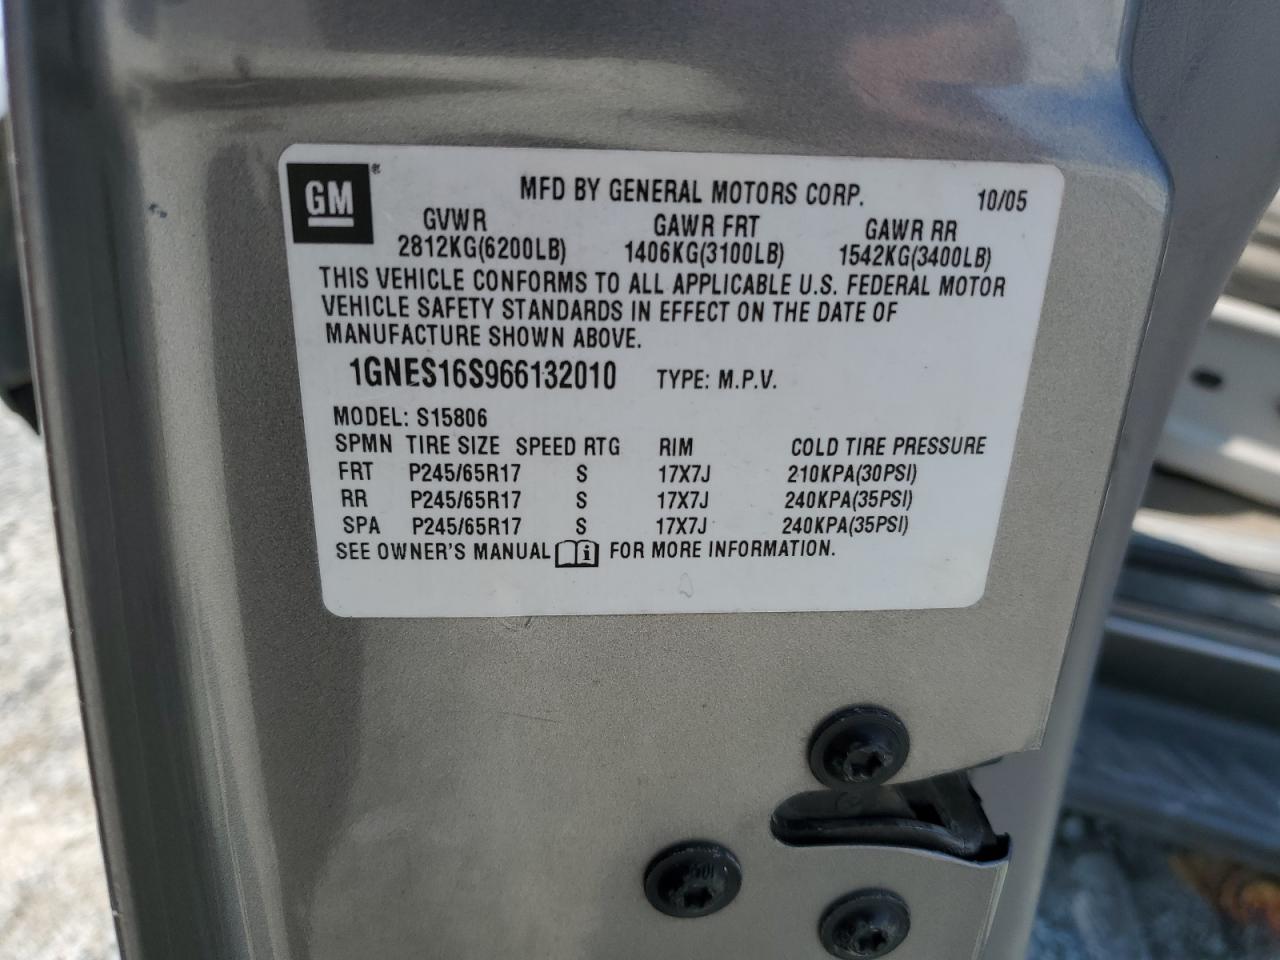 GM ® MFD BY GENERAL MOTORS CORP. 10/05
GVWR GAWR FRT GAWR RR
2812KG(6200LB) 1406KG(3100LB) 1542KG(3400LB)
THIS VEHICLE CONFORMS TO ALL APPLICABLE U.S. FEDERAL MOTOR
VEHICLE SAFETY STANDARDS IN EFFECT ON THE DATE OF
MANUFACTURE SHOWN ABOVE.
1GNES16S966132010 TYPE: M.P.V.
MODEL: S15806
SPMN TIRE SIZE SPEED RTG RIM COLD TIRE PRESSURE
FRT P245/65R17 S 17X7J 210KPA(30PSI)
RR P245/65R17 S 17X7J 240KPA(35PSI)
SPA P245/65R17 S 17X7J 240KPA(35PSI)
SEE OWNER'S MANUAL i FOR MORE INFORMATION.